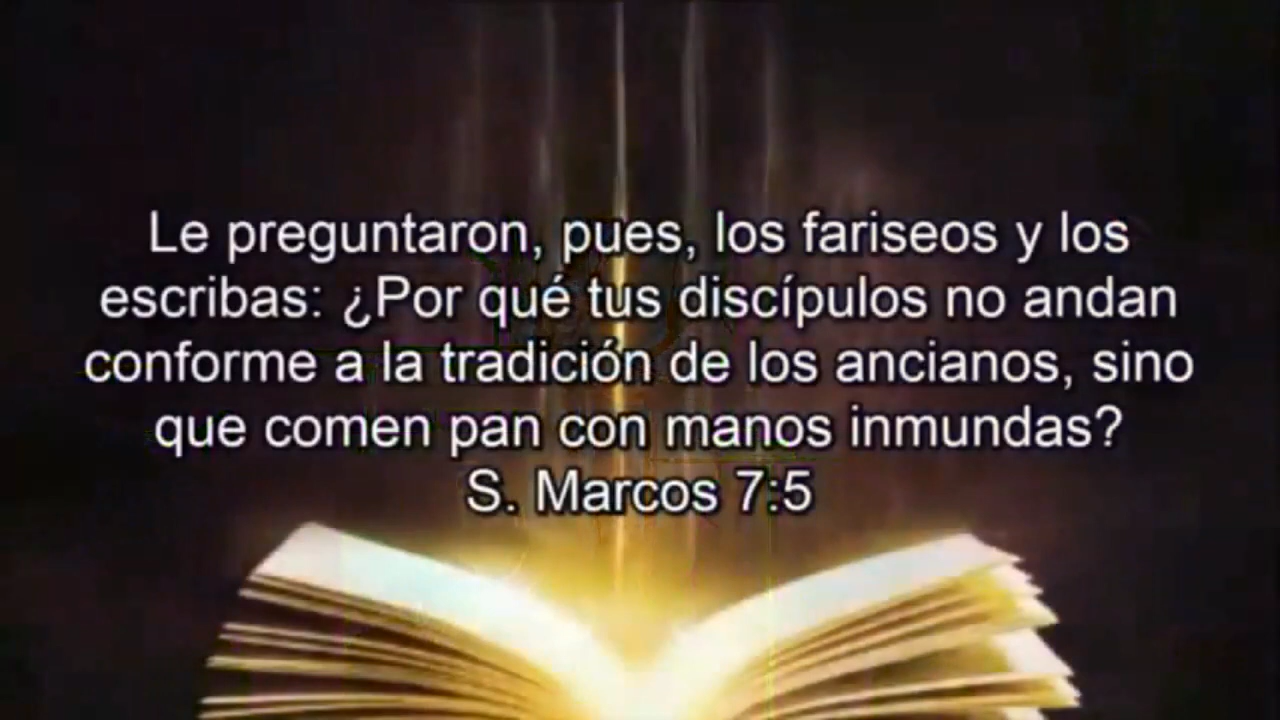 Le preguntaron, pues, los fariseos y los
escribas: ¿Por qué tus discípulos no andan
conforme a la tradición de los ancianos, sino
que comen pan con manos inmundas?
S. Marcos 7:5